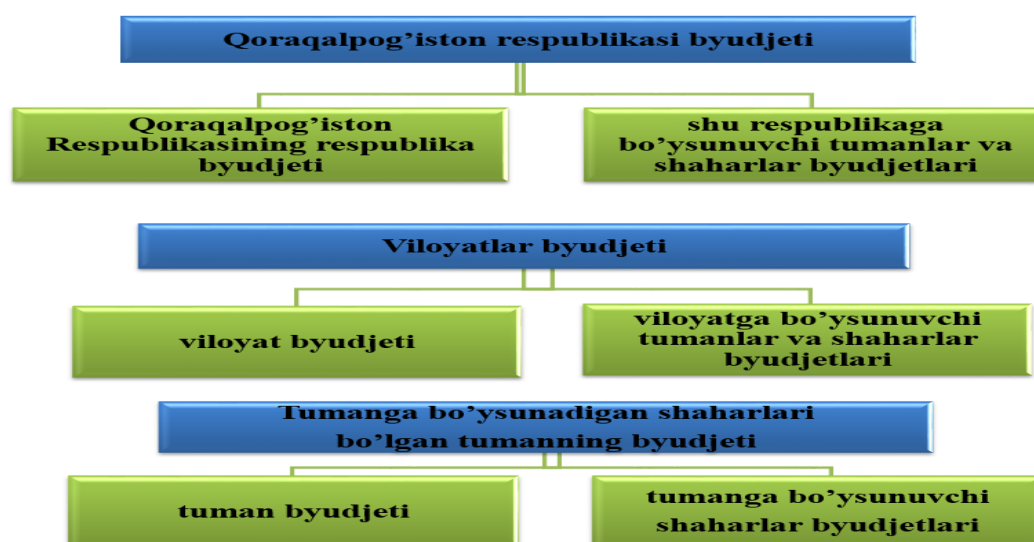 Qoraqalpog’iston respublikasi byudjeti
Qoraqalpog’iston
Respublikasining respublika
byudjeti
shu respublikaga
bo’ysunuvchi tumanlar va
shaharlar byudjetlari
Viloyatlar byudjeti
viloyat byudjeti
viloyatga bo’ysunuvchi
tumanlar va shaharlar
byudjetlari
Tumanga bo’ysunadigan shaharlari
bo’lgan tumanning byudjeti
tuman byudjeti
tumanga bo’ysunuvchi
shaharlar byudjetlari